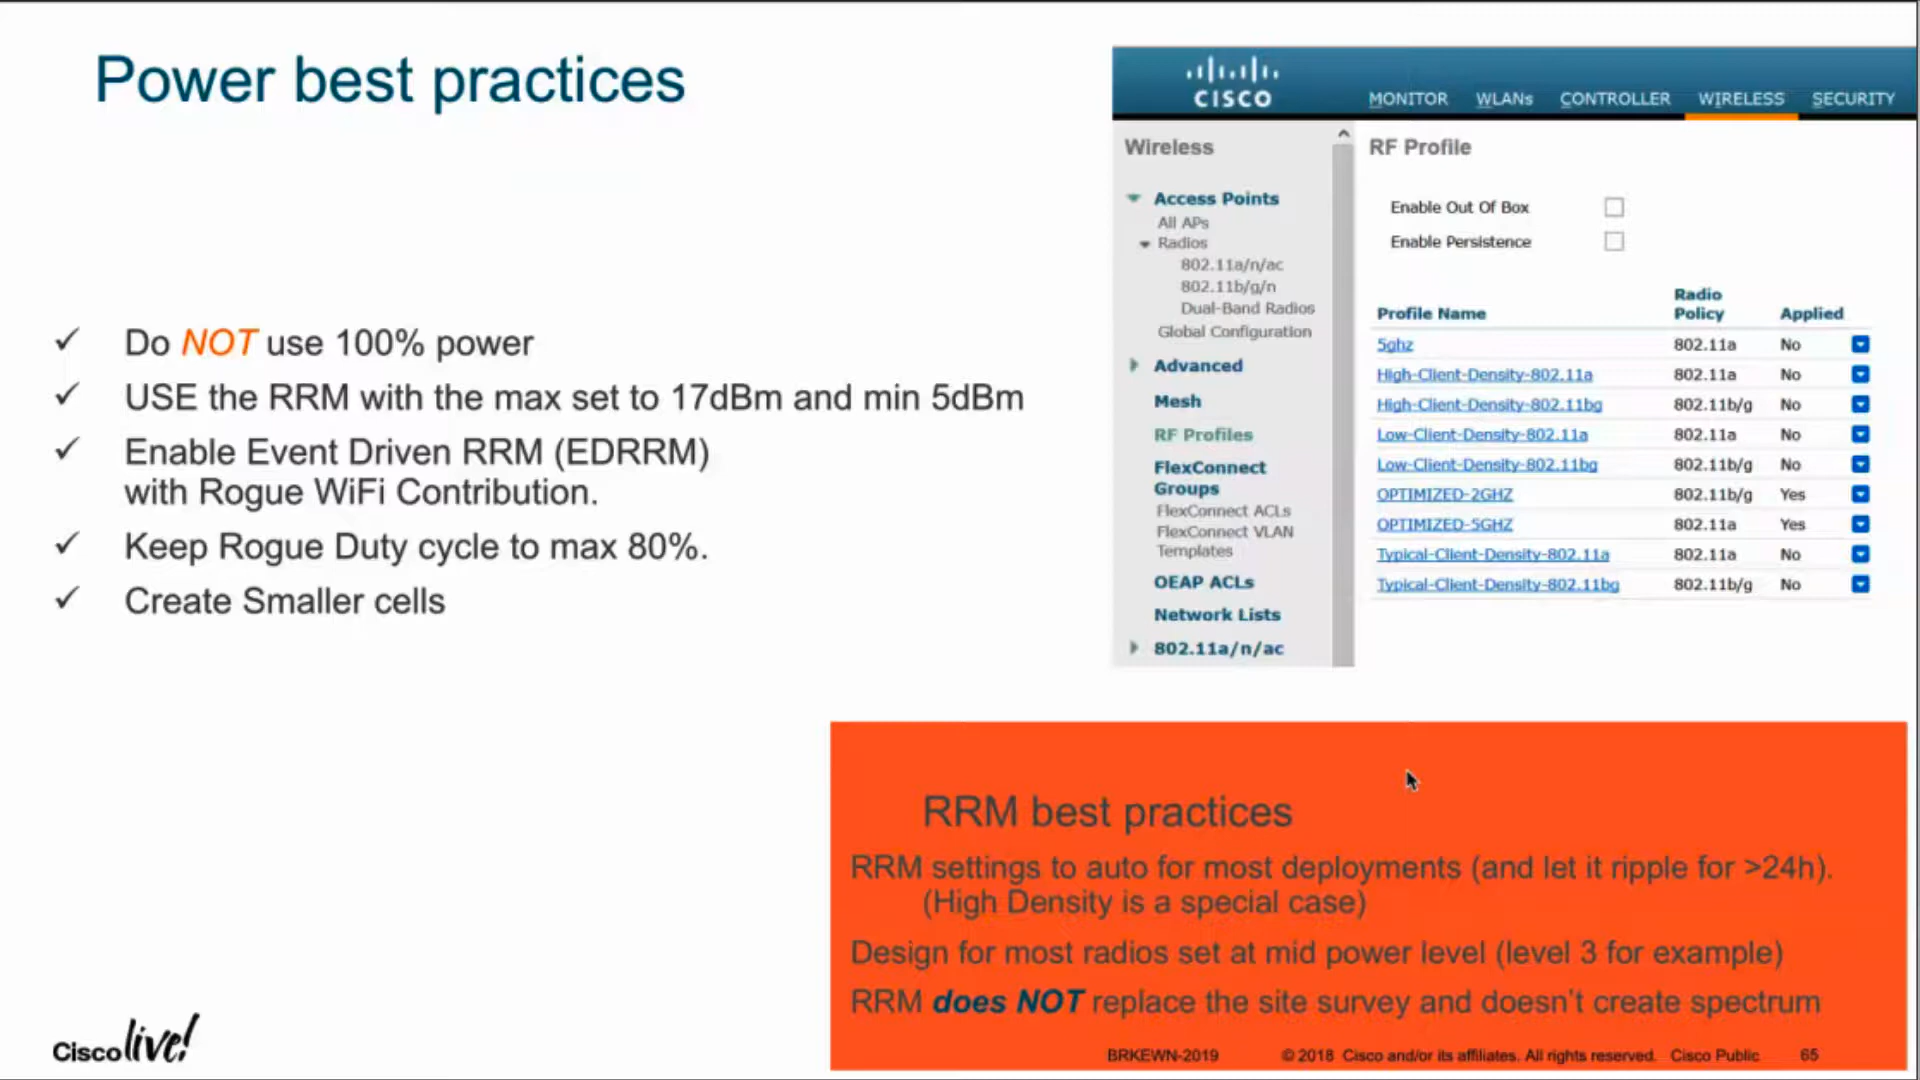 Power best practices
Do NOT use 100% power
USE the RRM with the max set to 17dBm and min 5dBm
Enable Event Driven RRM (EDRRM)
with Rogue WiFi Contribution.
Keep Rogue Duty cycle to max 80%.
Create Smaller cells
CISCO
MONITOR WLANs CONTROLLER WIRELESS SECURITY
Wireless
Access Points
All APs
Radios
802.11a/n/ac
802.11b/g/n
Dual-Band Radios
Global Configuration
Advanced
Mesh
RF Profiles
FlexConnect
Groups
FlexConnect ACLs
FlexConnect VLAN
Templates
OEAP ACLs
Network Lists
802.11a/n/ac
RF Profile
Enable Out Of Box
Enable Persistence
Radio
Profile Name Policy Applied
5ghz 802.11a No
High-Client-Density-802.11a 802.11a No
High-Client-Density-802.11bg 802.11b/g No
Low-Client-Density-802.11a 802.11a No
Low-Client-Density-802.11bg 802.11b/g No
OPTIMIZED-2GHZ 802.11b/g Yes
OPTIMIZED-5GHZ 802.11a Yes
Typical-Client-Density-802.11a 802.11a No
Typical-Client-Density-802.11bg 802.11b/g No
RRM best practices
RRM settings to auto for most deployments (and let it ripple for >24h).
(High Density is a special case)
Design for most radios set at mid power level (level 3 for example)
RRM does NOT replace the site survey and doesn't create spectrum
Cisco live!
BRKEWN-2019 © 2018 Cisco and/or its affiliates. All rights reserved. Cisco Public 65